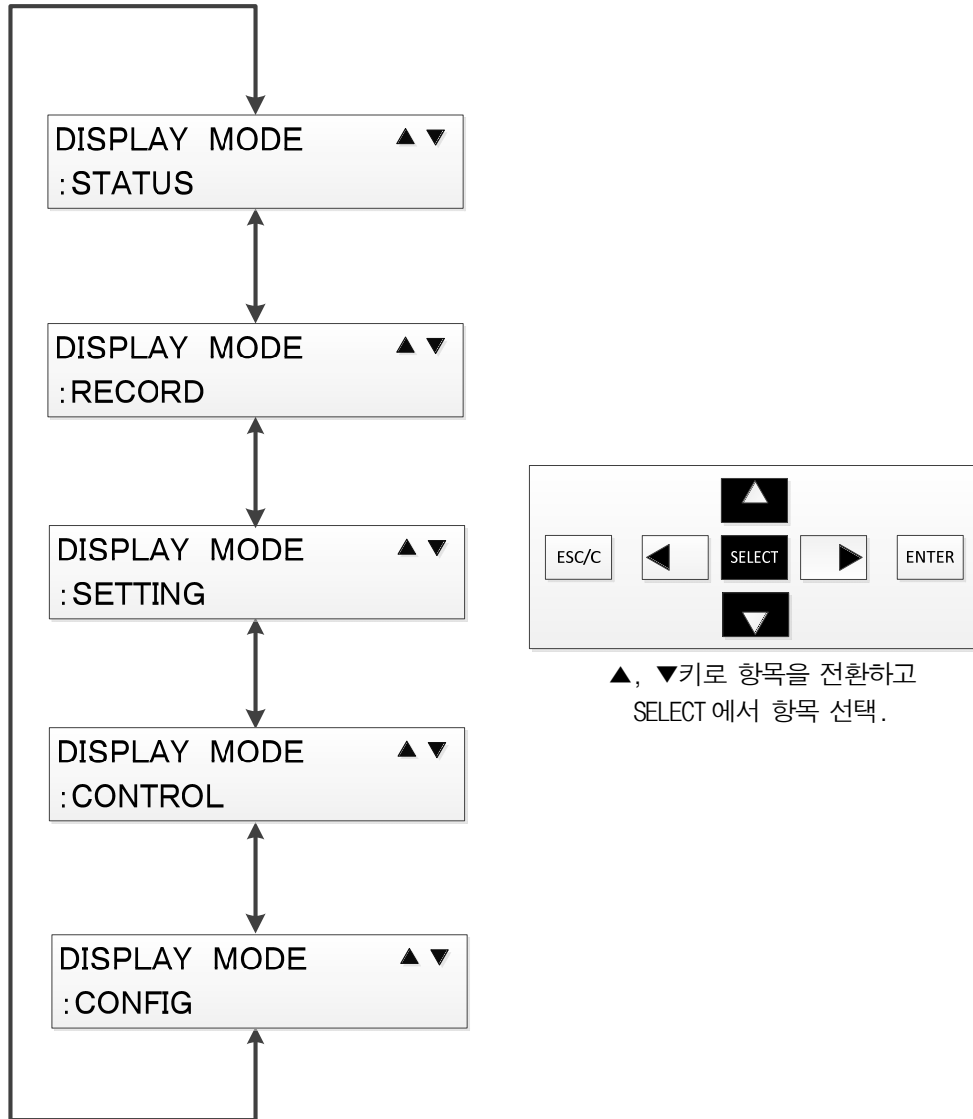 DISPLAY MODE ▲ ▼
:STATUS
DISPLAY MODE ▲ ▼
:RECORD
DISPLAY MODE ▲ ▼
:SETTING
DISPLAY MODE ▲ ▼
:CONTROL
DISPLAY MODE ▲ ▼
:CONFIG
ESC/C ◀ SELECT ▶ ENTER
▲, ▼키로 항목을 전환하고
SELECT에서 항목 선택.